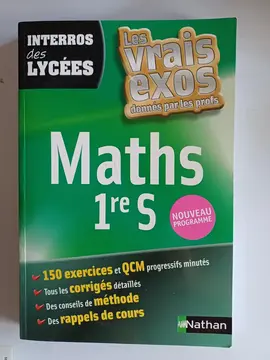 INTERROS
des
LYCÉES
Les
vrais
exos
donnés par les profs
Maths
1re S
NOUVEAU
PROGRAMME
150 exercices et QCM progressifs minutés
Tous les corrigés détaillés
Des conseils de méthode
Des rappels de cours
Nathan